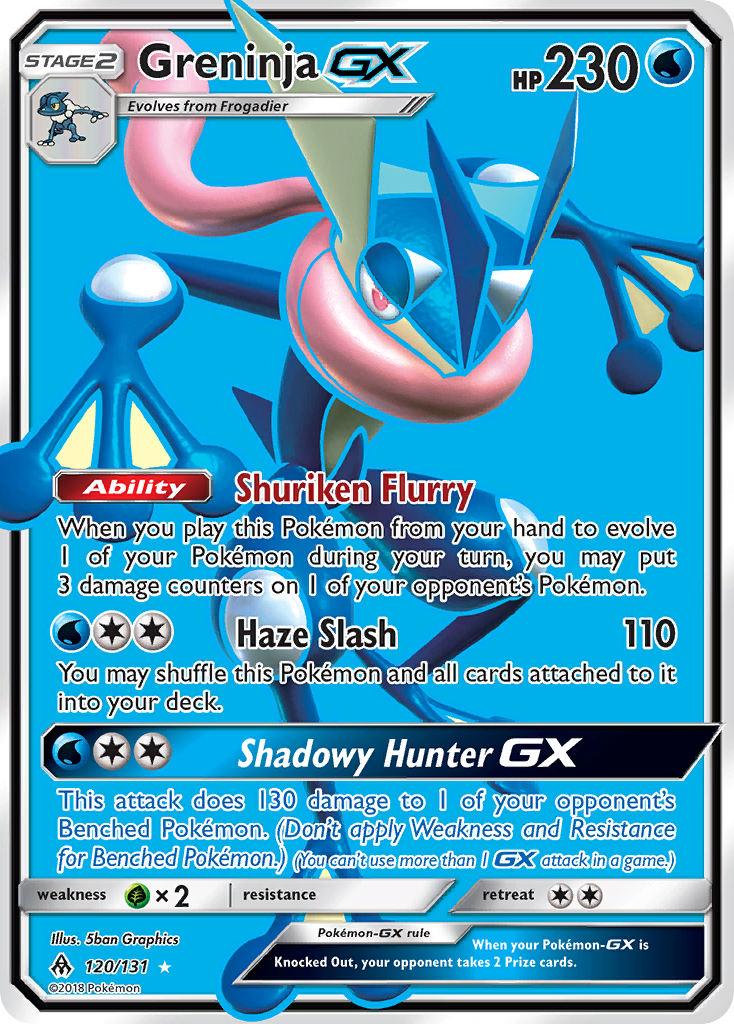 STAGE 2 Greninja GX HP 230
Evolves from Frogadier
Ability Shuriken Flurry
When you play this Pokémon from your hand to evolve
1 of your Pokémon during your turn, you may put
3 damage counters on 1 of your opponent's Pokémon.
Haze Slash 110
You may shuffle this Pokémon and all cards attached to it
into your deck.
Shadowy Hunter GX
This attack does 130 damage to 1 of your opponent's
Benched Pokémon. (Don't apply Weakness and Resistance
for Benched Pokémon.) (You can't use more than 1 GX attack in a game.)
weakness ×2 resistance retreat
Illus. 5ban Graphics
120/131
©2018 Pokémon
Pokémon-GX rule
When your Pokémon-GX is
Knocked Out, your opponent takes 2 Prize cards.